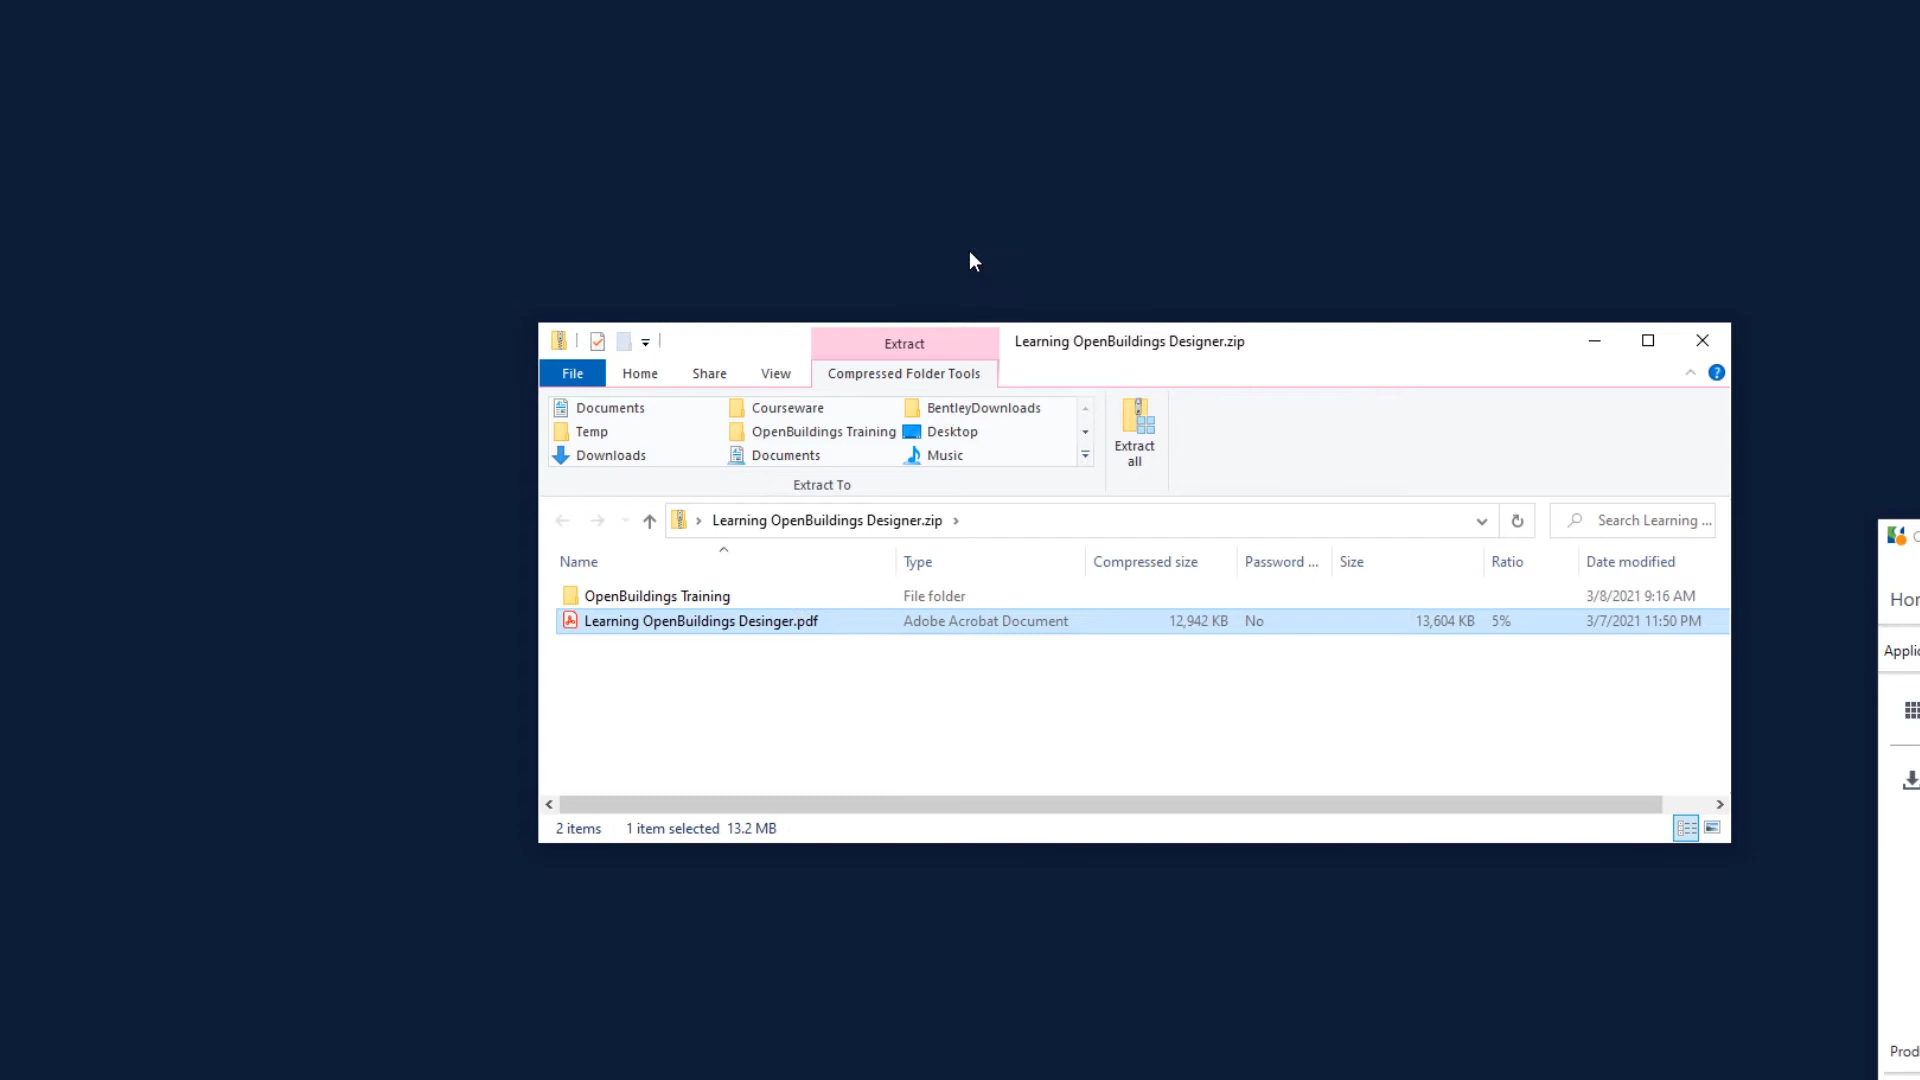 Extract
Learning OpenBuildings Designer.zip
File Home Share View Compressed Folder Tools
Documents Courseware BentleyDownloads
Temp OpenBuildings Training Desktop
Downloads Documents Music
Extract all
Extract To
Learning OpenBuildings Designer.zip
Search Learning ...
Name Type Compressed size Password ... Size Ratio Date modified
OpenBuildings Training File folder 3/8/2021 9:16 AM
Learning OpenBuildings Desinger.pdf Adobe Acrobat Document 12,942 KB No 13,604 KB 5% 3/7/2021 11:50 PM
2 items 1 item selected 13.2 MB